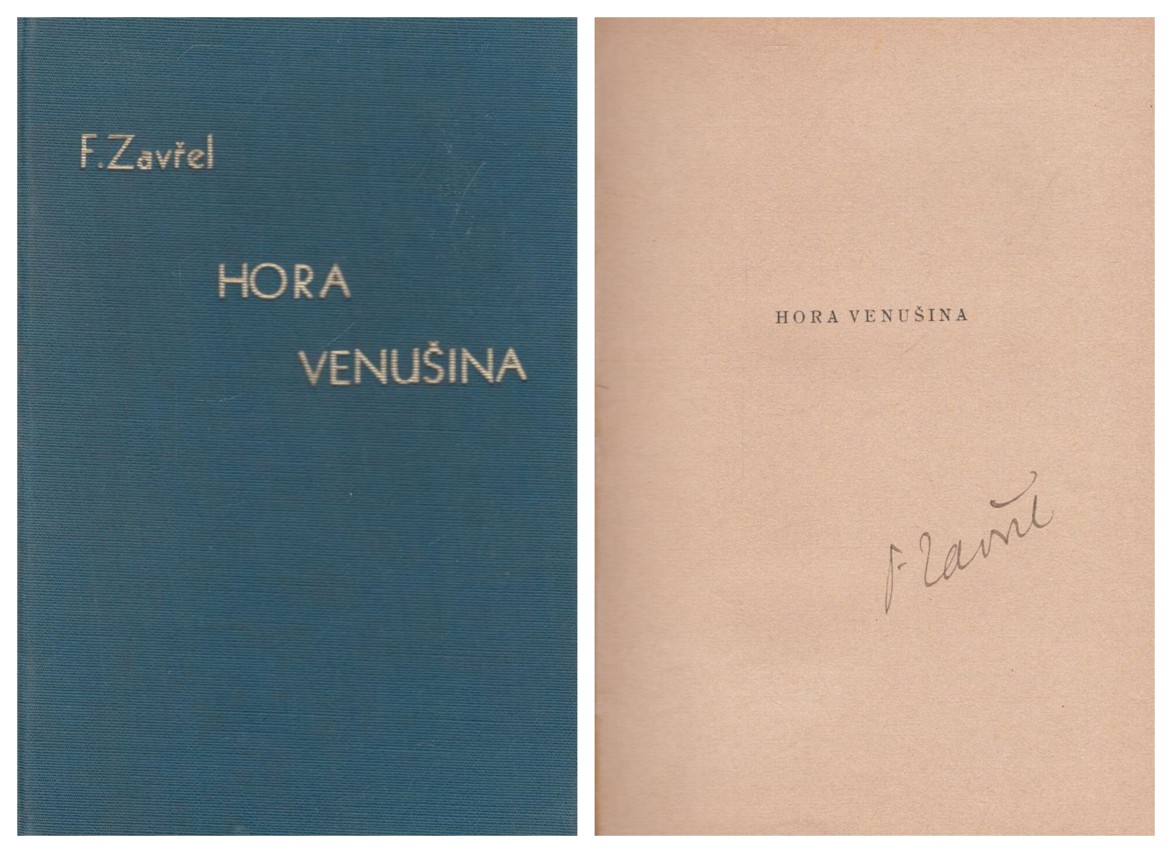 F. Zavřel
HORA
VENUŠINA
HORA VENUŠINA
F. Zavřel